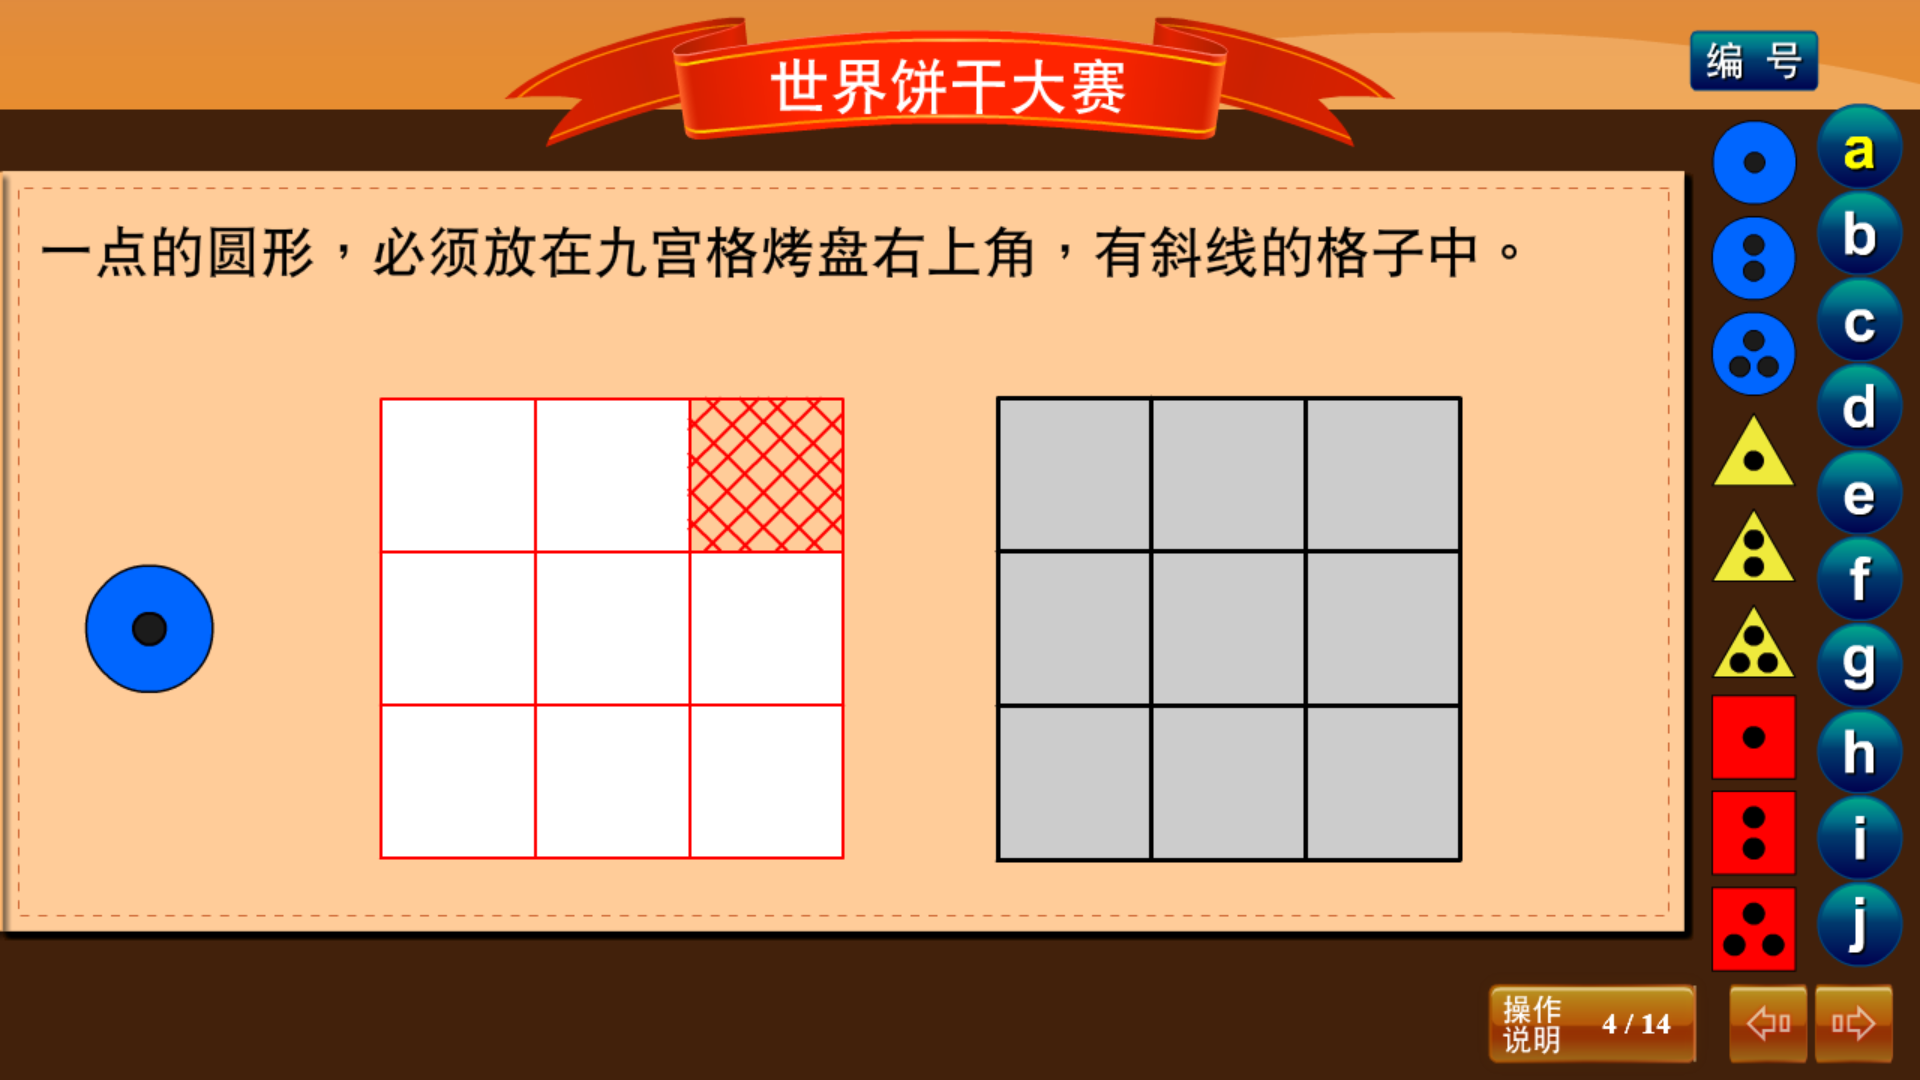 世界饼干大赛
编 号
一点的圆形，必须放在九宫格烤盘右上角，有斜线的格子中。
a
b
c
d
e
f
g
h
i
j
操作
说明
4 / 14